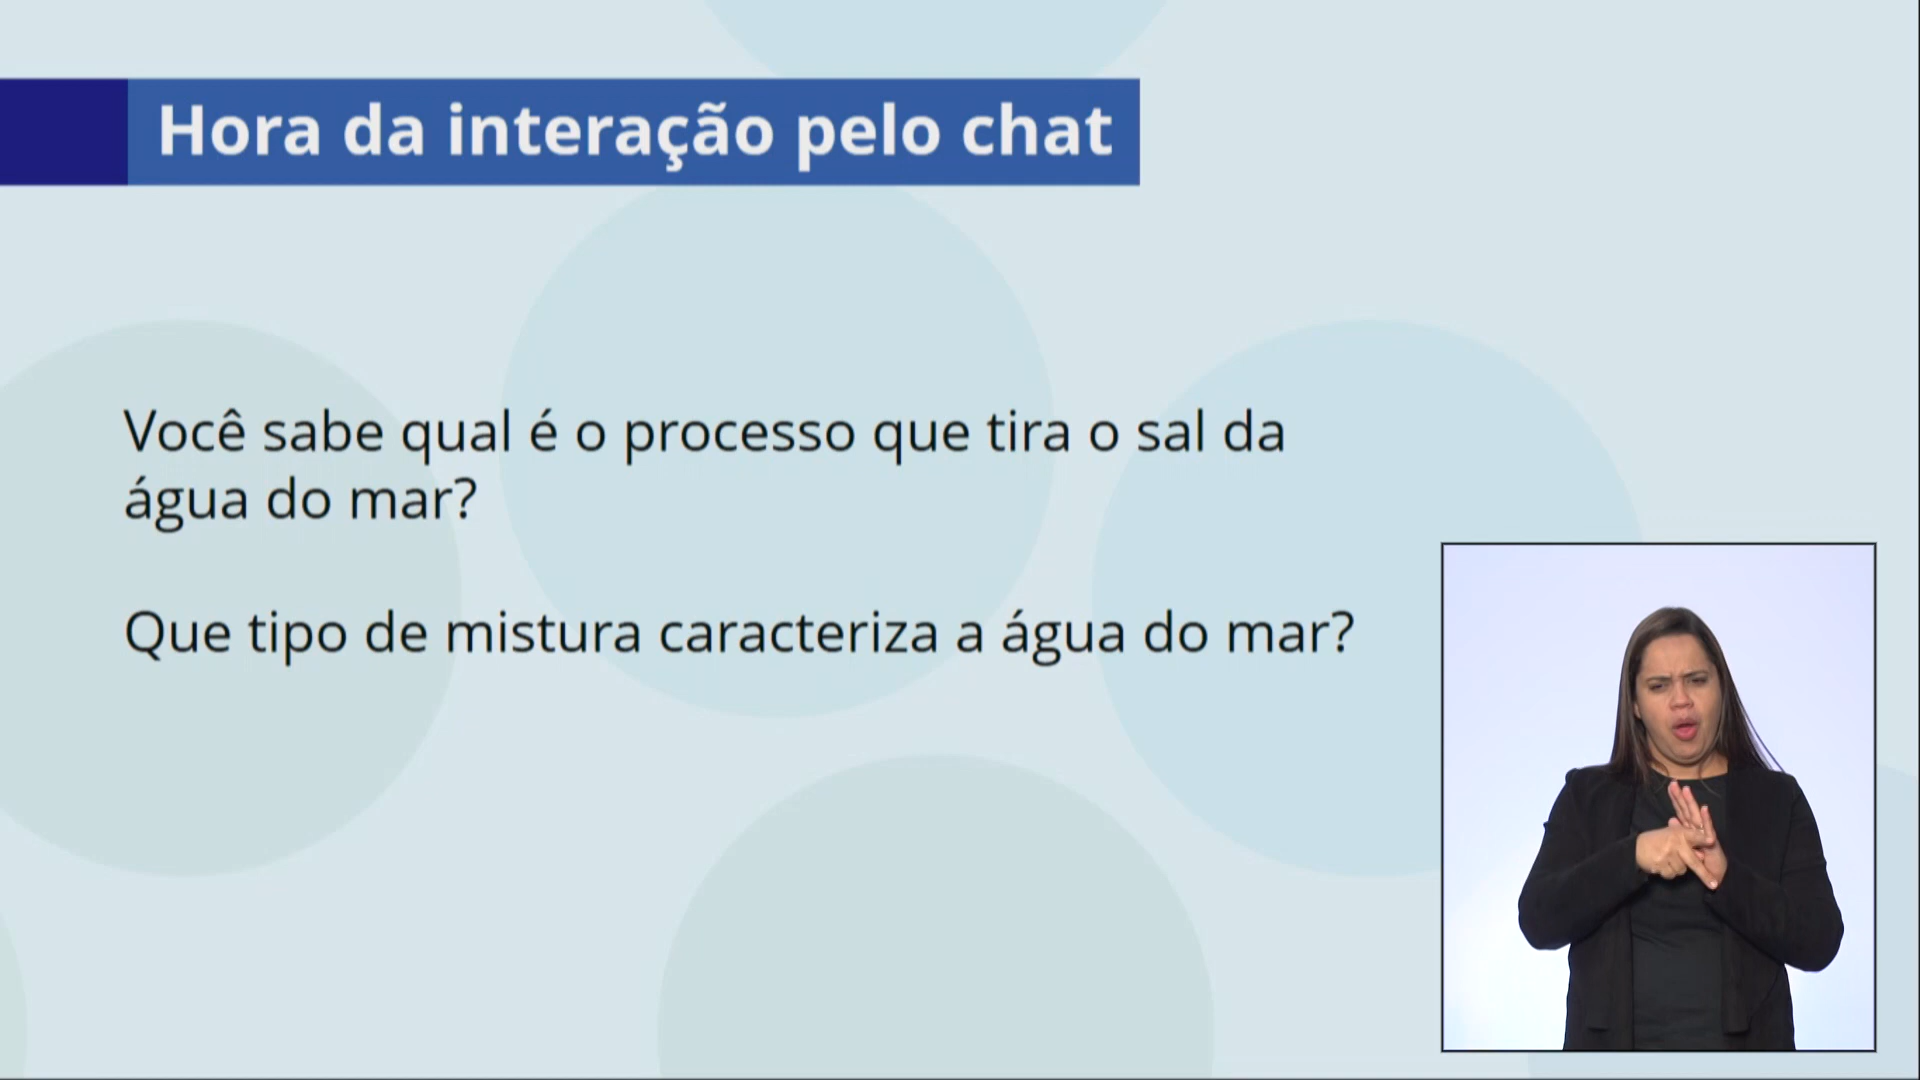 Hora da interação pelo chat
Você sabe qual é o processo que tira o sal da
água do mar?
Que tipo de mistura caracteriza a água do mar?